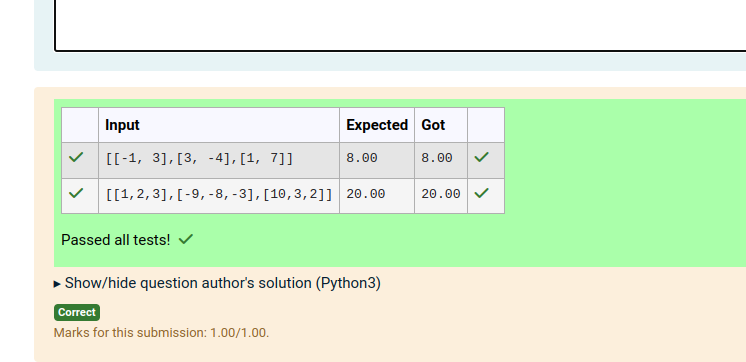 Input Expected Got
[[-1, 3],[3, -4],[1, 7]] 8.00 8.00
[[1,2,3],[-9,-8,-3],[10,3,2]] 20.00 20.00
Passed all tests!
Show/hide question author's solution (Python3)
Correct
Marks for this submission: 1.00/1.00.